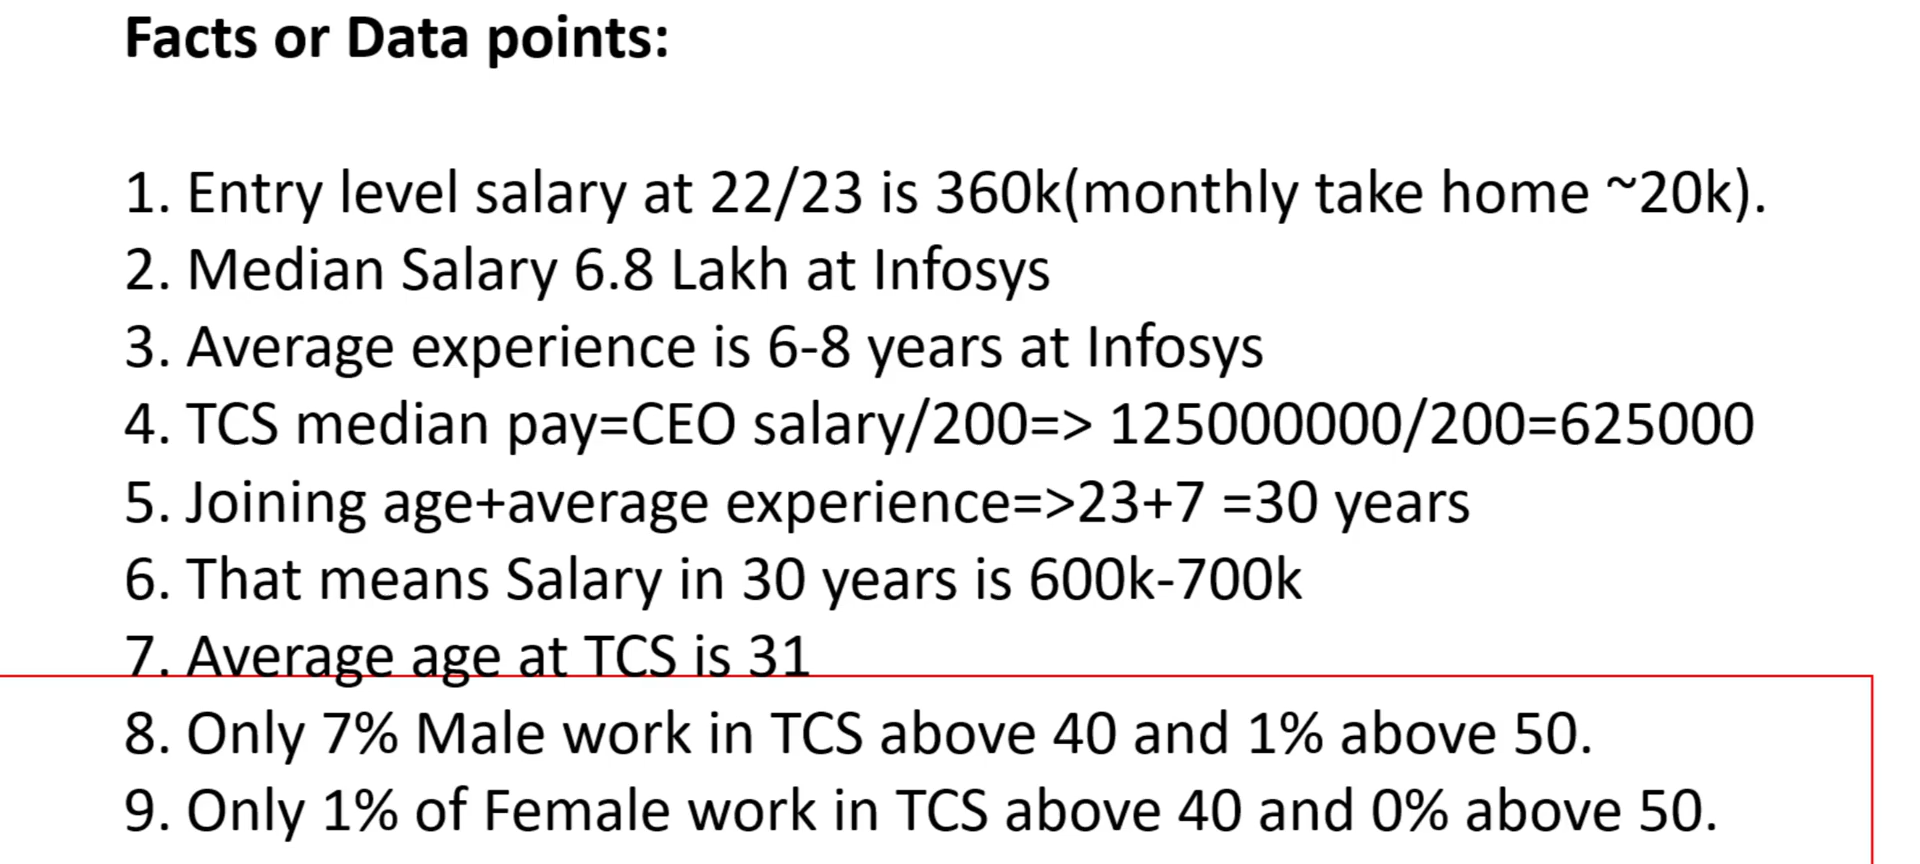 Facts or Data points:
1. Entry level salary at 22/23 is 360k(monthly take home ~20k).
2. Median Salary 6.8 Lakh at Infosys
3. Average experience is 6-8 years at Infosys
4. TCS median pay=CEO salary/200=> 125000000/200=625000
5. Joining age+average experience=>23+7 =30 years
6. That means Salary in 30 years is 600k-700k
7. Average age at TCS is 31
8. Only 7% Male work in TCS above 40 and 1% above 50.
9. Only 1% of Female work in TCS above 40 and 0% above 50.